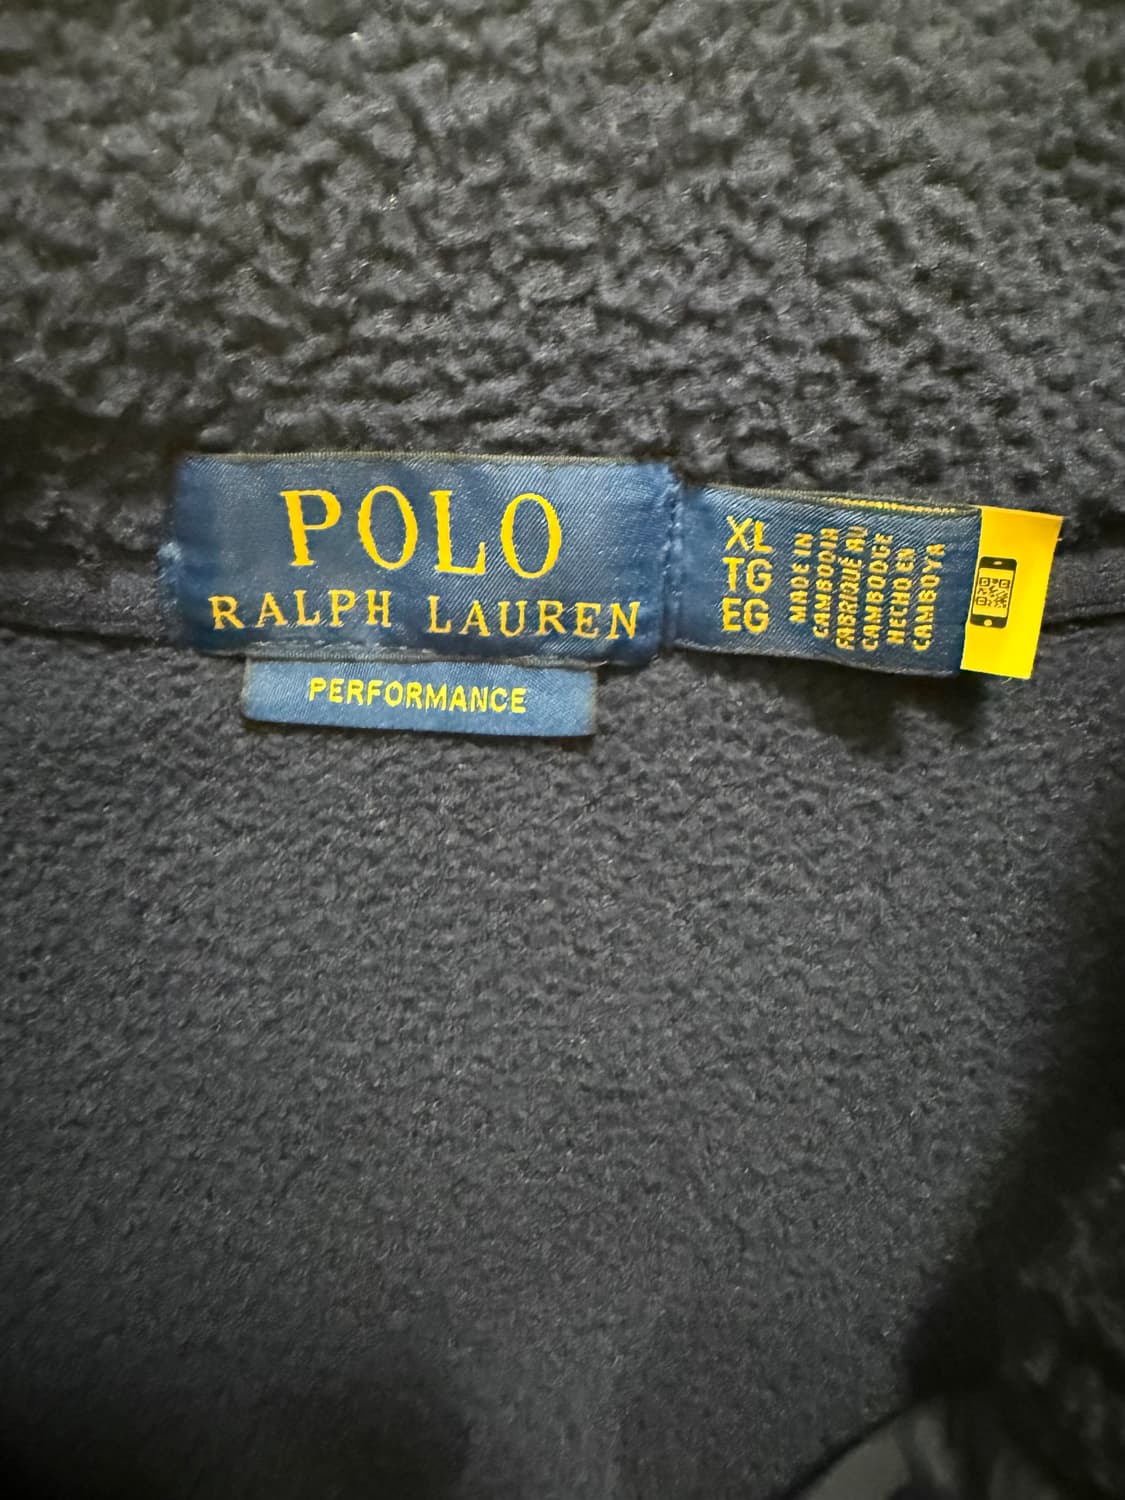 POLO
RALPH LAUREN
PERFORMANCE
XL
TG
EG
MADE IN
CAMBODIA
FABRIQUÉ AU
CAMBODGE
HECHO EN
CAMBOYA